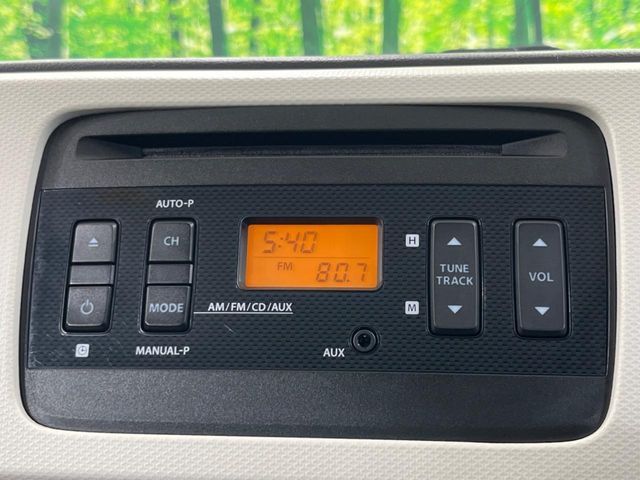 AUTO-P
CH
5:40
FM 80.7
H
TUNE
TRACK
VOL
MODE
AM/FM/CD/AUX
M
MANUAL-P
AUX